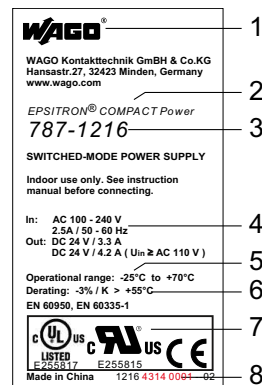 WAGO®
1
WAGO Kontakttechnik GmbH & Co.KG
Hansastr.27, 32423 Minden, Germany
www.wago.com
2
EPSITRON® COMPACT Power
787-1216
3
SWITCHED-MODE POWER SUPPLY
Indoor use only. See instruction
manual before connecting.
In: AC 100 - 240 V
4
2.5A / 50 - 60 Hz
Out: DC 24 V / 3.3 A
DC 24 V / 4.2 A ( Uin ≥ AC 110 V )
5
Operational range: -25°C to +70°C
Derating: -3% / K > +55°C
6
EN 60950, EN 60335-1
7
c UL US LISTED
E255817
c UR US ®
E255815
CE
Made in China 1216 4314 0001 02
8